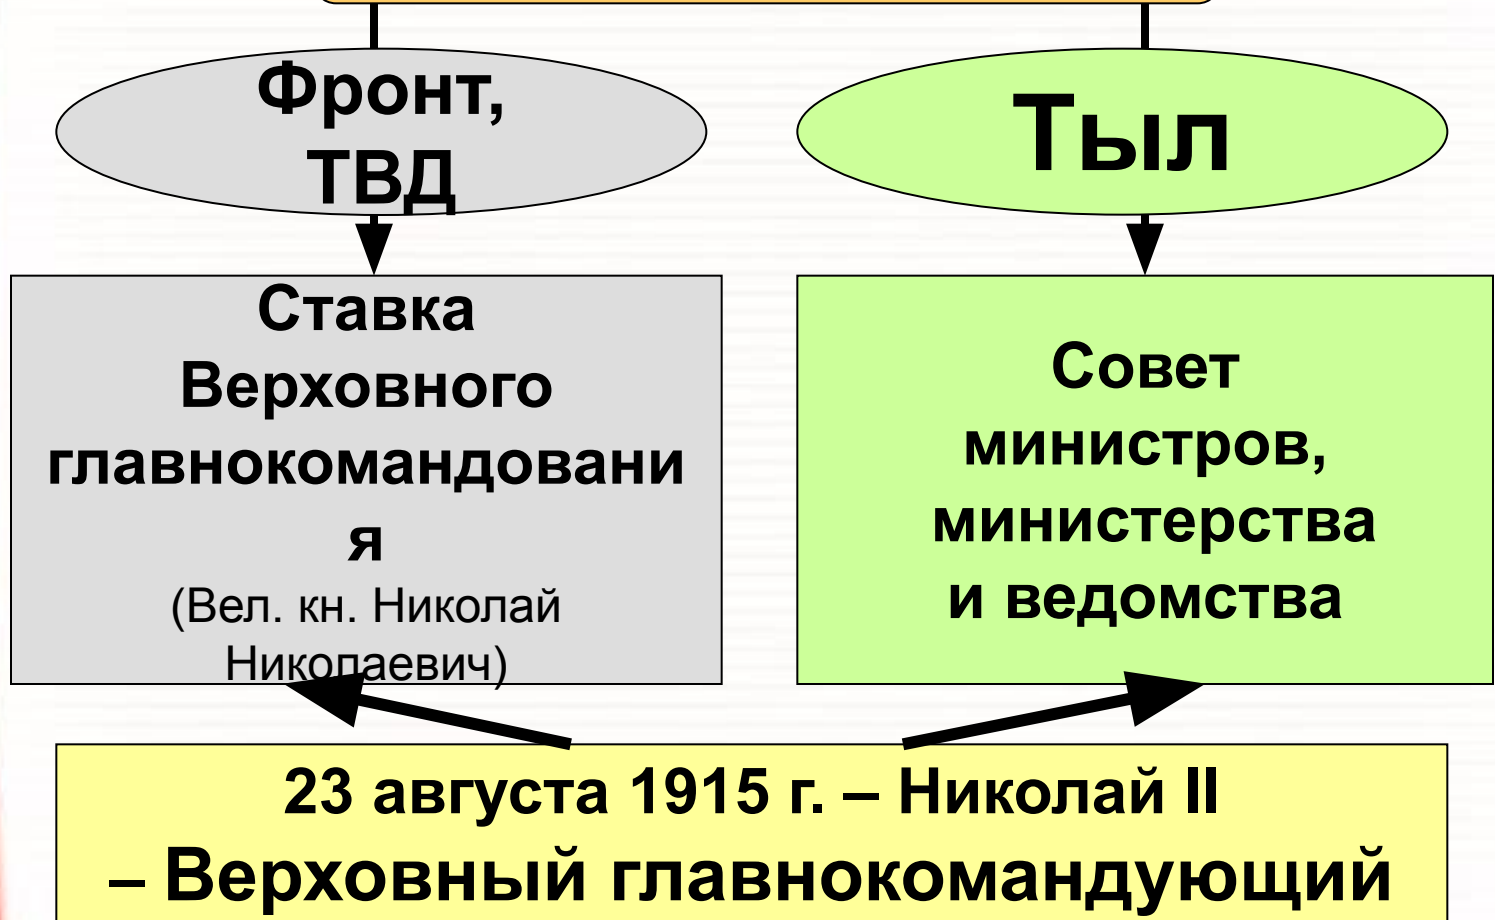 Фронт,
ТВД
Тыл
Ставка
Верховного
главнокомандовани
я
(Вел. кн. Николай
Николаевич)
Совет
министров,
министерства
и ведомства
23 августа 1915 г. – Николай II
– Верховный главнокомандующий